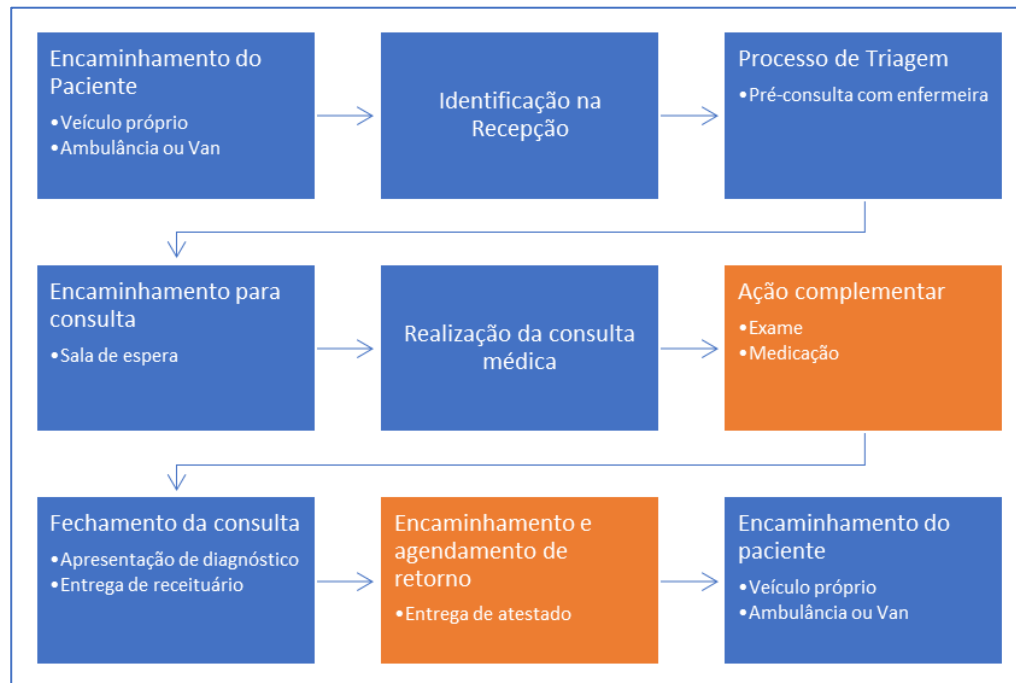 Encaminhamento do
Paciente
•Veículo próprio
•Ambulância ou Van
Identificação na
Recepção
Processo de Triagem
•Pré-consulta com enfermeira
Encaminhamento para
consulta
•Sala de espera
Realização da consulta
médica
Ação complementar
•Exame
•Medicação
Fechamento da consulta
•Apresentação de diagnóstico
•Entrega de receituário
Encaminhamento e
agendamento de
retorno
•Entrega de atestado
Encaminhamento do
paciente
•Veículo próprio
•Ambulância ou Van